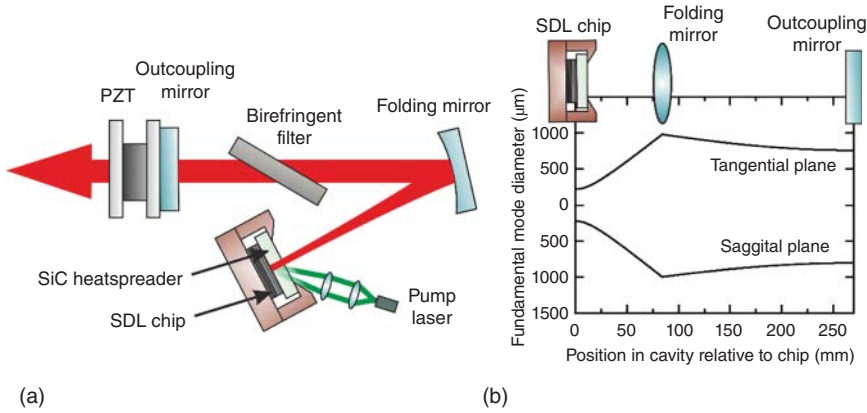 PZT
Outcoupling
mirror
Birefringent
filter
Folding mirror
SiC heatspreader
SDL chip
Pump
laser
(a)
SDL chip
Folding
mirror
Outcoupling
mirror
Fundamental mode diameter (μm)
1000
500
0
500
1000
1500
Tangential plane
Saggital plane
0 50 75 100 150 200 250
Position in cavity relative to chip (mm)
(b)